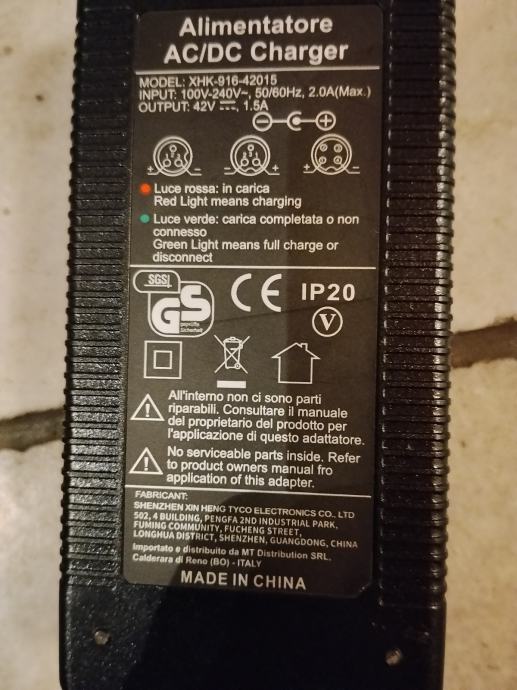 Alimentatore
AC/DC Charger
MODEL: XHK-916-42015
INPUT: 100V-240V~, 50/60Hz, 2.0A(Max.)
OUTPUT: 42V ⎓, 1.5A
Luce rossa: in carica
Red Light means charging
Luce verde: carica completata o non
connesso
Green Light means full charge or
disconnect
SGS
GS
geprüfte
Sicherheit
CE IP20
V
All'interno non ci sono parti
riparabili. Consultare il manuale
del proprietario del prodotto per
l'applicazione di questo adattatore.
No serviceable parts inside. Refer
to product owners manual fro
application of this adapter.
FABRICANT:
SHENZHEN XIN HENG TYCO ELECTRONICS CO.. LTD
502, 4 BUILDING, PENGFA 2ND INDUSTRIAL PARK,
FUMING COMMUNITY, FUCHENG STREET,
LONGHUA DISTRICT, SHENZHEN, GUANGDONG, CHINA
Importato e distribuito da MT Distribution SRL.
Calderara di Reno (BO) - ITALY
MADE IN CHINA